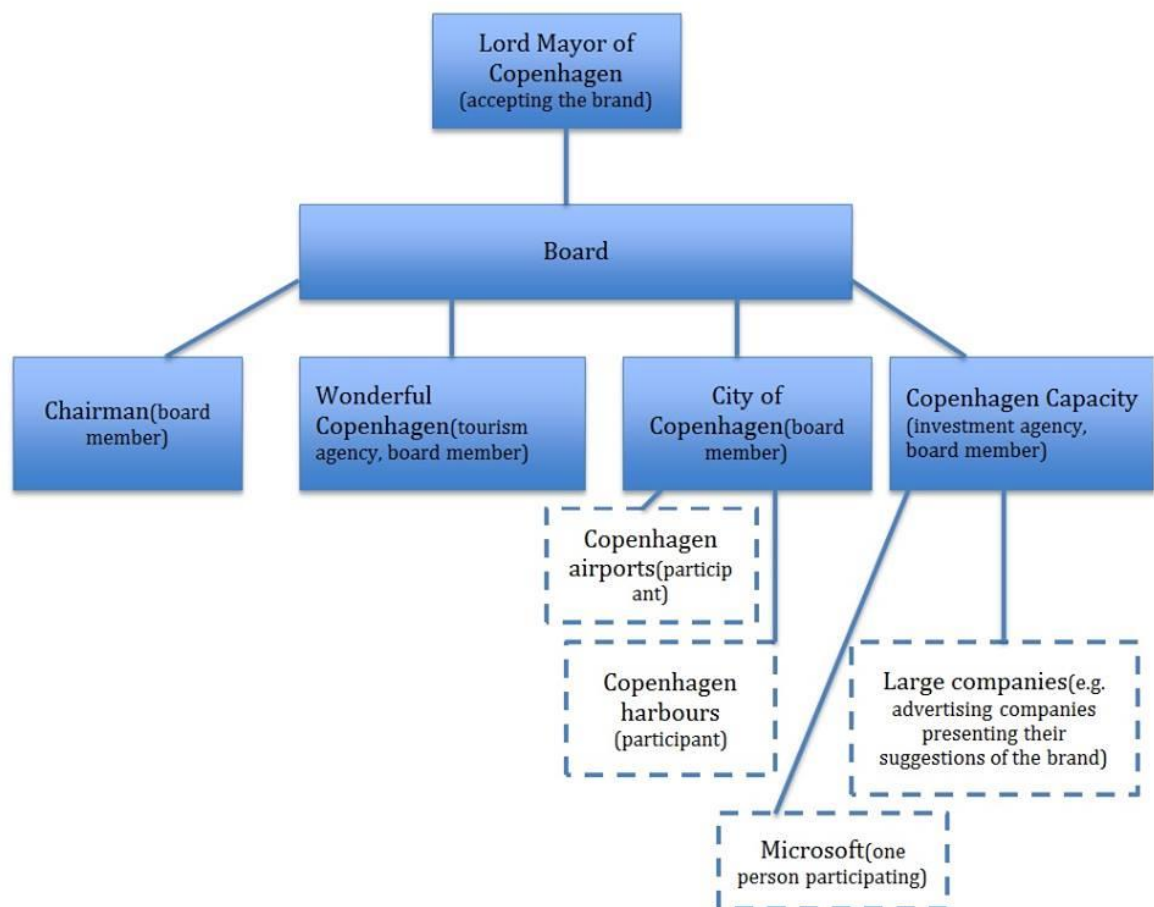 Lord Mayor of
Copenhagen
(accepting the brand)
Board
Chairman(board
member)
Wonderful
Copenhagen(tourism
agency, board member)
City of
Copenhagen(board
member)
Copenhagen Capacity
(investment agency,
board member)
Copenhagen
airports(particip
ant)
Copenhagen
harbours
(participant)
Large companies(e.g.
advertising companies
presenting their
suggestions of the brand)
Microsoft(one
person participating)